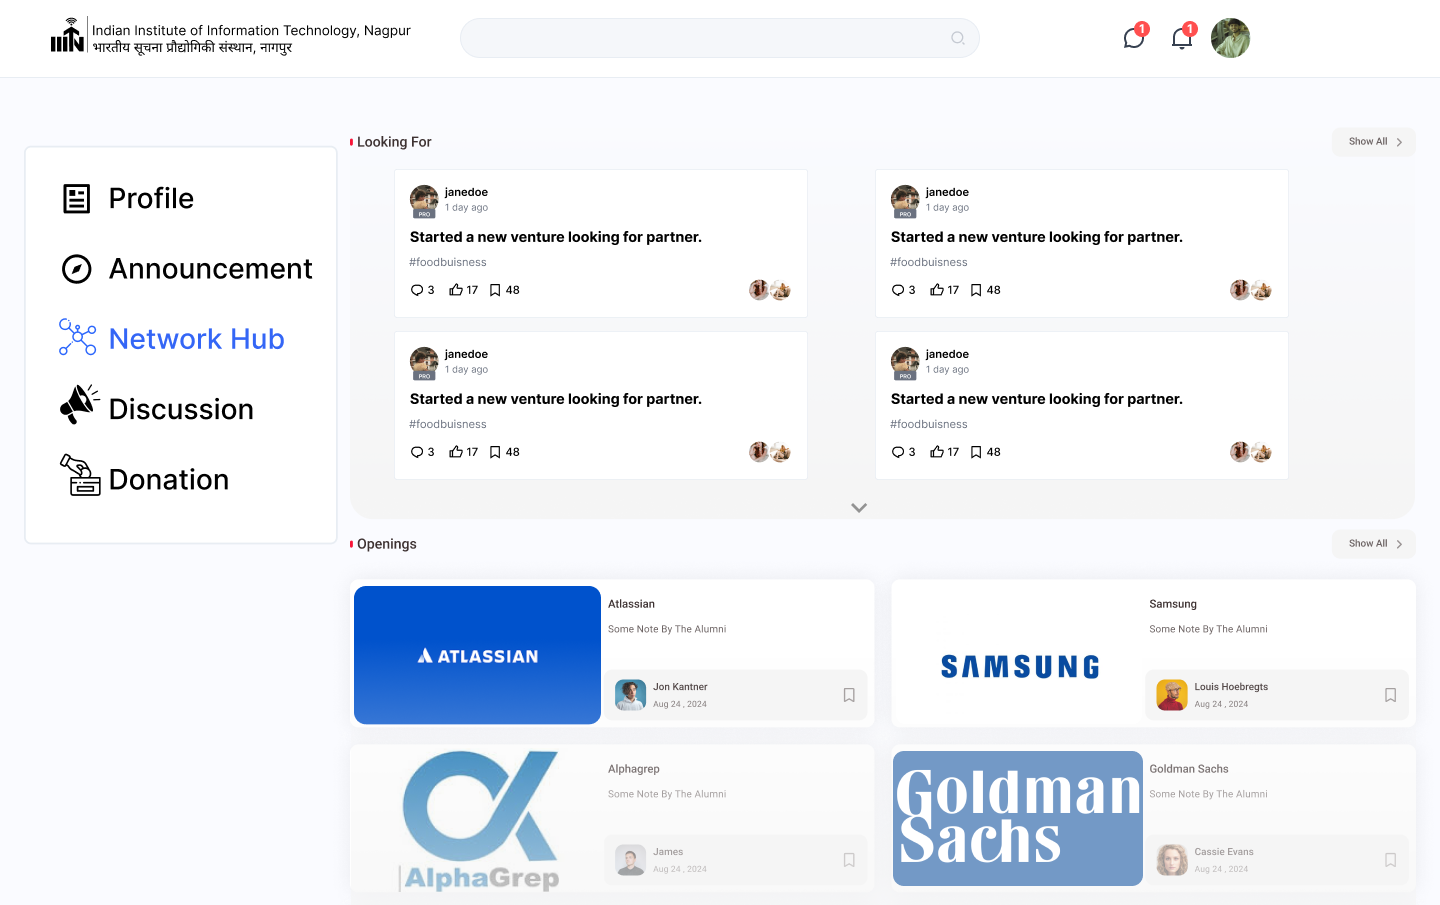 Indian Institute of Information Technology, Nagpur
भारतीय सूचना प्रौद्योगिकी संस्थान, नागपुर
1
1
Profile
Announcement
Network Hub
Discussion
Donation
Looking For
Show All
janedoe
1 day ago
PRO
Started a new venture looking for partner.
#foodbuisness
3 17 48
janedoe
1 day ago
PRO
Started a new venture looking for partner.
#foodbuisness
3 17 48
janedoe
1 day ago
PRO
Started a new venture looking for partner.
#foodbuisness
3 17 48
janedoe
1 day ago
PRO
Started a new venture looking for partner.
#foodbuisness
3 17 48
Openings
Show All
ATLASSIAN
Atlassian
Some Note By The Alumni
Jon Kantner
Aug 24 , 2024
SAMSUNG
Samsung
Some Note By The Alumni
Louis Hoebregts
Aug 24 , 2024
AlphaGrep
Alphagrep
Some Note By The Alumni
James
Aug 24 , 2024
Goldman
Sachs
Goldman Sachs
Some Note By The Alumni
Cassie Evans
Aug 24 , 2024